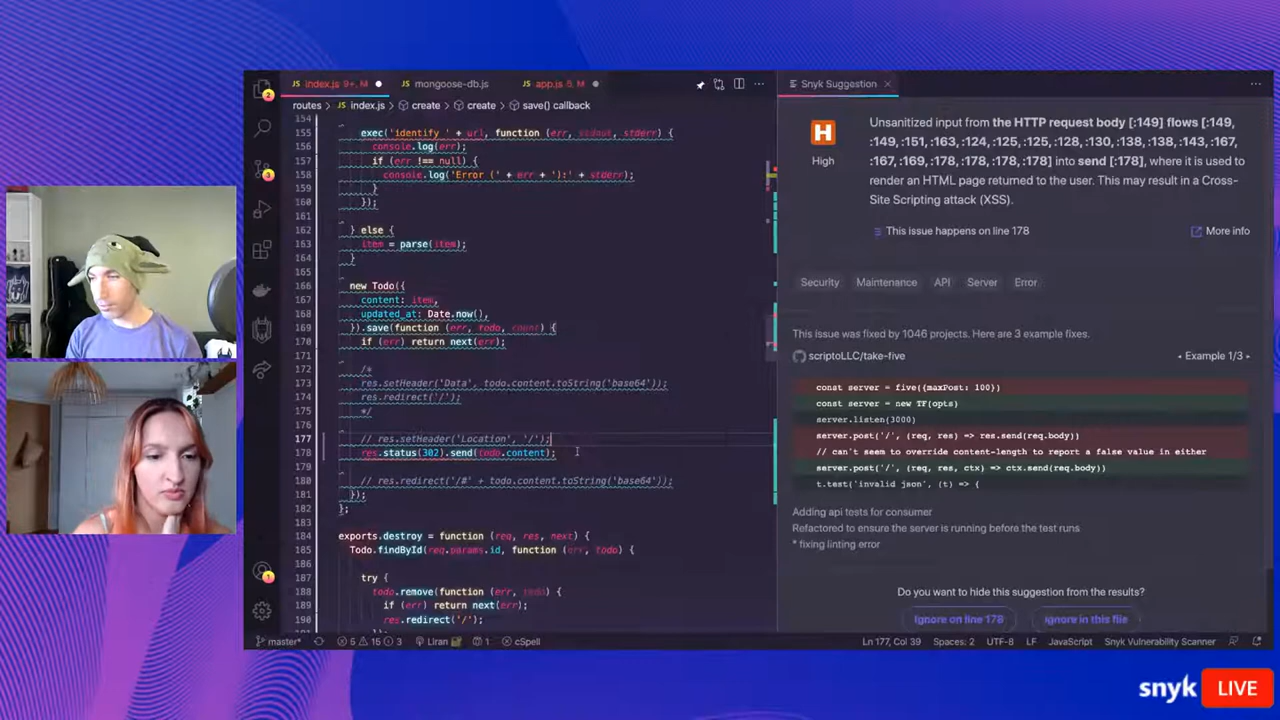 index.js 9+, M
mongoose-db.js
app.js 6, M
Snyk Suggestion
routes > index.js > create > create > save() callback
154
155 exec('identify ' + url, function (err, stdout, stderr) {
156 console.log(err);
157 if (err !== null) {
158 console.log('Error (' + err + '):' + stderr);
159 }
160 });
161
162 } else {
163 item = parse(item);
164 }
165
166 new Todo({
167 content: item,
168 updated_at: Date.now(),
169 }).save(function (err, todo, count) {
170 if (err) return next(err);
171
172 /*
173 res.setHeader('Data', todo.content.toString('base64'));
174 res.redirect('/');
175 */
176
177 // res.setHeader('Location', '/');
178 res.status(302).send(todo.content);
179
180 // res.redirect('/#' + todo.content.toString('base64'));
181 });
182 };
184 exports.destroy = function (req, res, next) {
185 Todo.findById(req.params.id, function (err, todo) {
187 try {
188 todo.remove(function (err, todo) {
189 if (err) return next(err);
190 res.redirect('/');
H
High
Unsanitized input from the HTTP request body [:149] flows [:149,
:149, :151, :163, :124, :125, :125, :128, :130, :138, :138, :143, :167,
:167, :169, :178, :178, :178, :178] into send [:178], where it is used to
render an HTML page returned to the user. This may result in a Cross-
Site Scripting attack (XSS).
This issue happens on line 178
More info
Security Maintenance API Server Error
This issue was fixed by 1046 projects. Here are 3 example fixes.
scriptoLLC/take-five
Example 1/3
const server = five({maxPost: 100})
const server = new TF(opts)
server.listen(3000)
server.post('/', (req, res) => res.send(req.body))
// can't seem to override content-length to report a false value in either
server.post('/', (req, res, ctx) => ctx.send(req.body))
t.test('invalid json', (t) => {
Adding api tests for consumer
Refactored to ensure the server is running before the test runs
* fixing linting error
Do you want to hide this suggestion from the results?
Ignore on line 178
Ignore in this file
master* 5 15 3 Liran 1 cSpell
Ln 177, Col 39 Spaces: 2 UTF-8 LF JavaScript Snyk Vulnerability Scanner
snyk LIVE